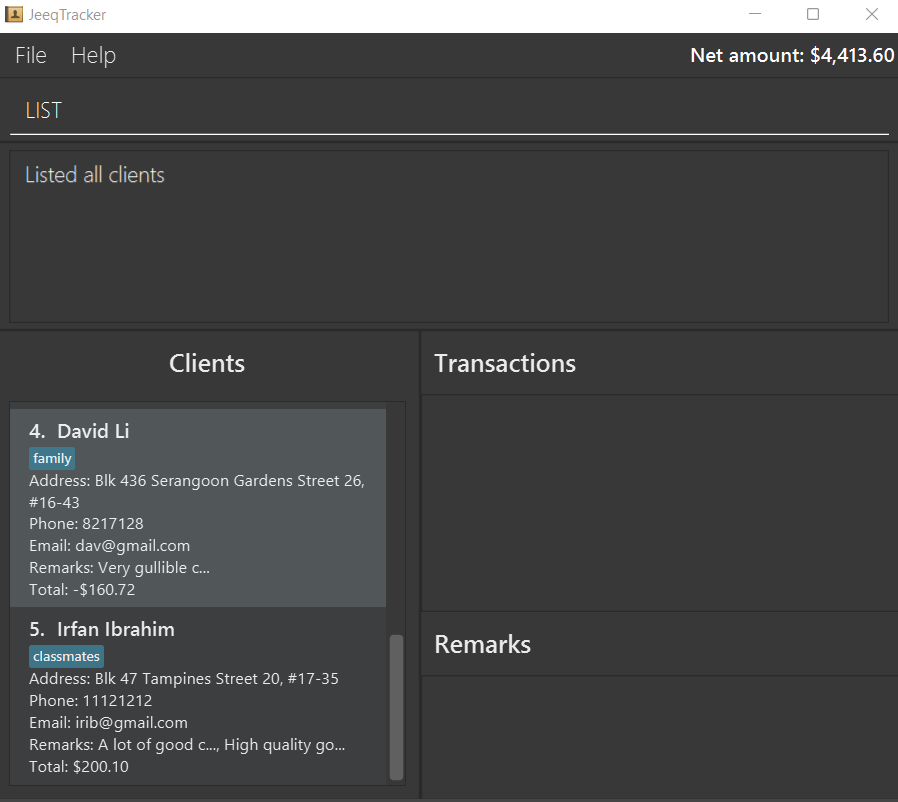 JeeqTracker
File Help Net amount: $4,413.60
LIST
Listed all clients
Clients
4. David Li
family
Address: Blk 436 Serangoon Gardens Street 26,
#16-43
Phone: 8217128
Email: dav@gmail.com
Remarks: Very gullible c...
Total: -$160.72
5. Irfan Ibrahim
classmates
Address: Blk 47 Tampines Street 20, #17-35
Phone: 11121212
Email: irib@gmail.com
Remarks: A lot of good c..., High quality go...
Total: $200.10
Transactions
Remarks